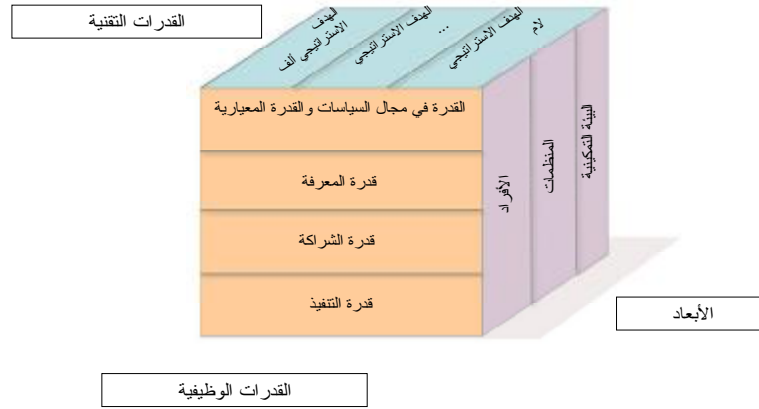 القدرات التقنية
الهدف
الاستراتيجي ألف
الهدف الاستراتيجي
...
الهدف الاستراتيجي
لام
القدرة في مجال السياسات والقدرة المعيارية
قدرة المعرفة
قدرة الشراكة
قدرة التنفيذ
الأفراد
المنظمات
البيئة التمكينية
الأبعاد
القدرات الوظيفية